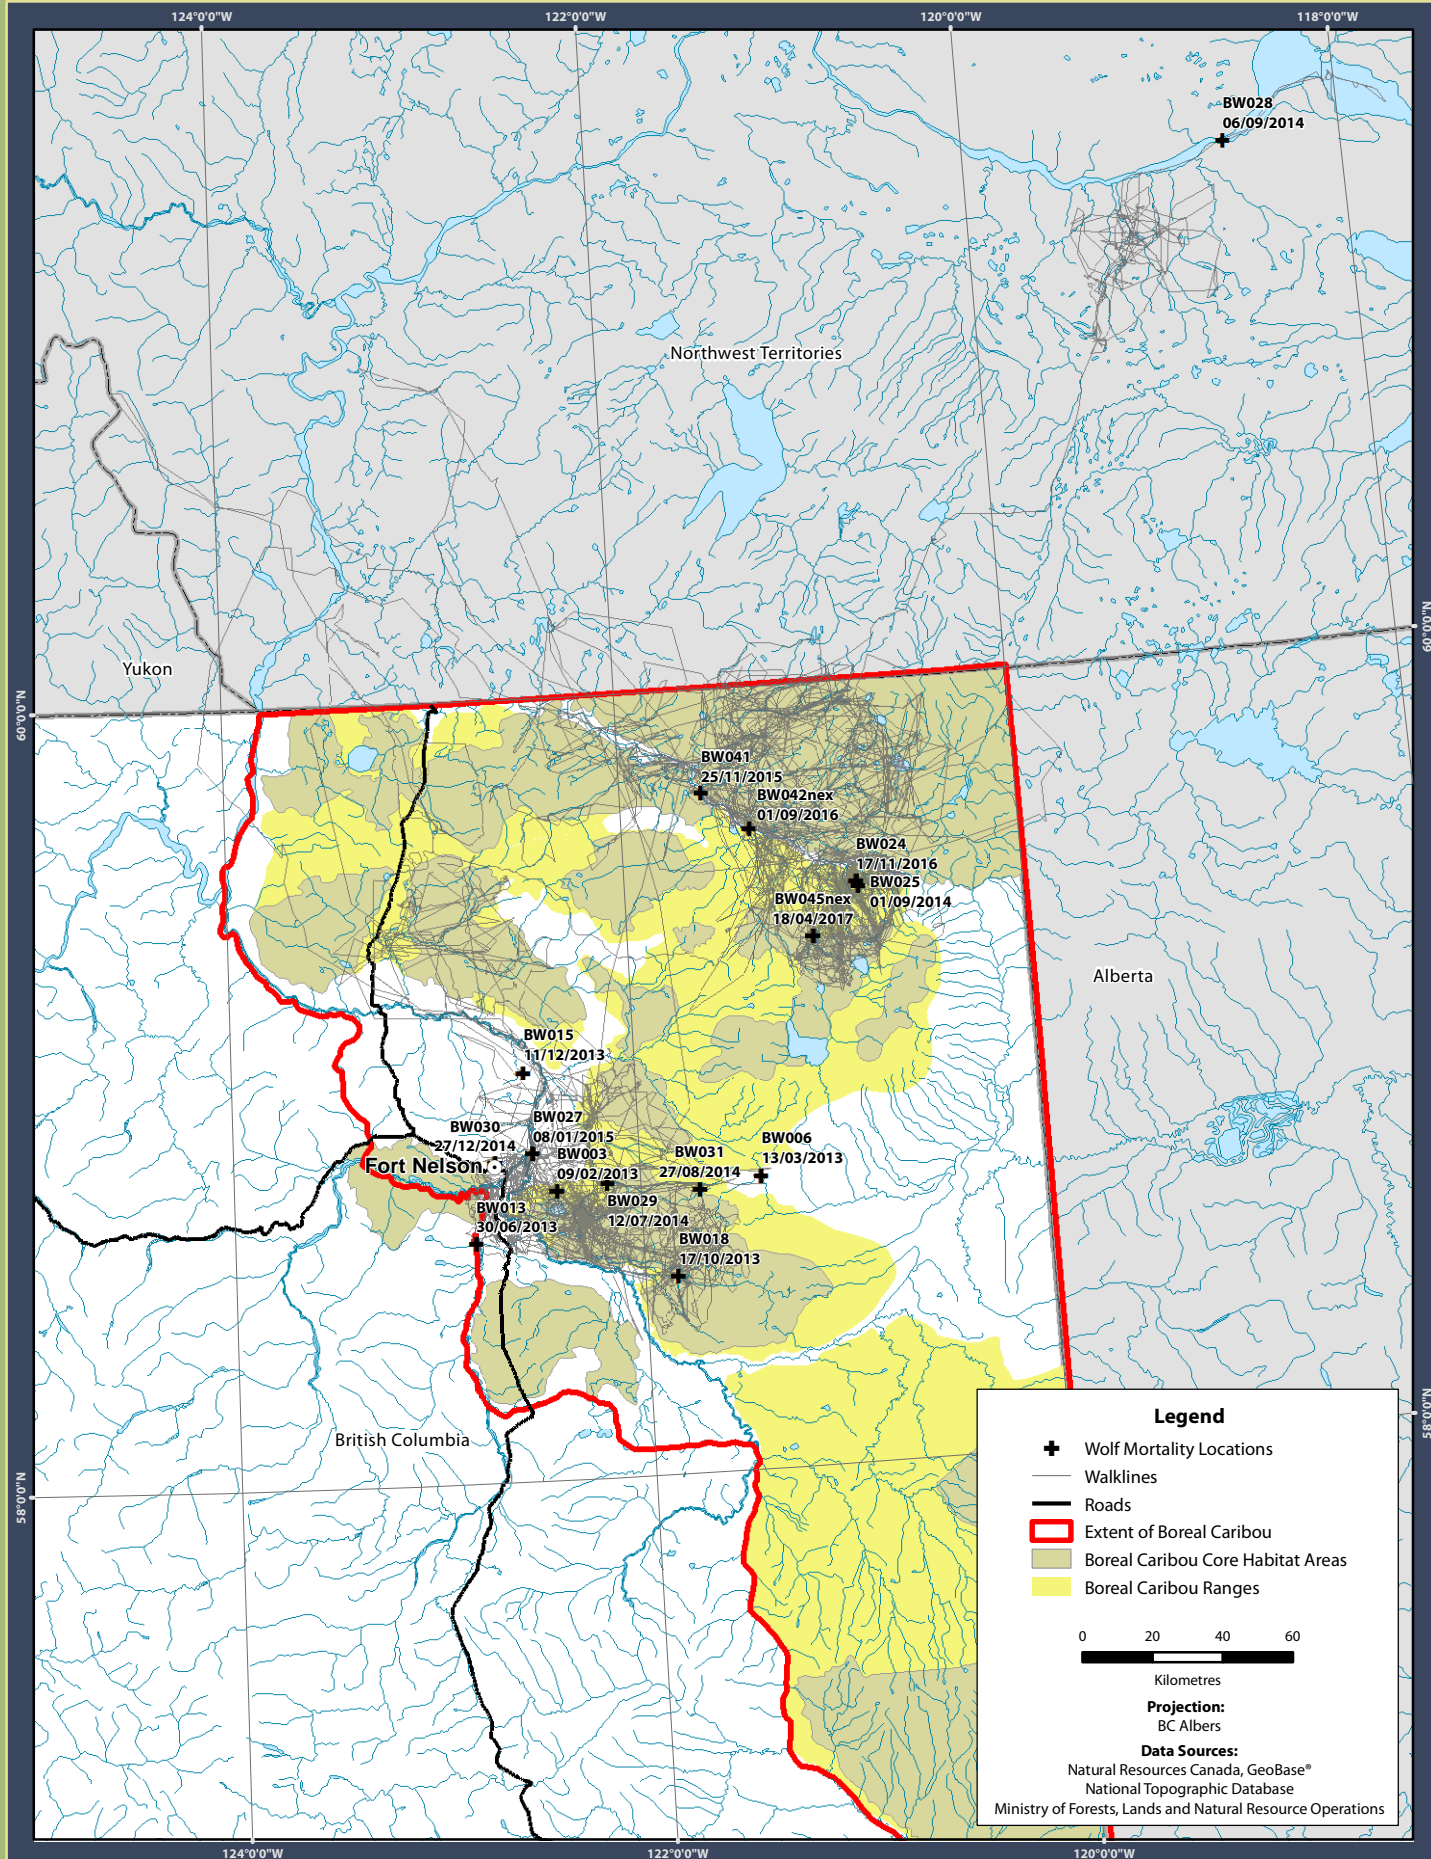 124°0'0"W
122°0'0"W
120°0'0"W
118°0'0"W
BW028
06/09/2014
Northwest Territories
60°0'0"N
Yukon
60°0'0"N
BW041
25/11/2015
BW042nex
01/09/2016
BW024
17/11/2016
BW025
01/09/2014
BW045nex
18/04/2017
Alberta
BW015
11/12/2013
BW027
08/01/2015
BW030
27/12/2014
BW006
13/03/2013
BW031
27/08/2014
BW003
09/02/2013
Fort Nelson
BW029
12/07/2014
BW013
30/06/2013
BW018
17/10/2013
British Columbia
58°0'0"N
58°0'0"N
Legend
Wolf Mortality Locations
Walklines
Roads
Extent of Boreal Caribou
Boreal Caribou Core Habitat Areas
Boreal Caribou Ranges
0 20 40 60
Kilometres
Projection:
BC Albers
Data Sources:
Natural Resources Canada, GeoBase®
National Topographic Database
Ministry of Forests, Lands and Natural Resource Operations
124°0'0"W
122°0'0"W
120°0'0"W